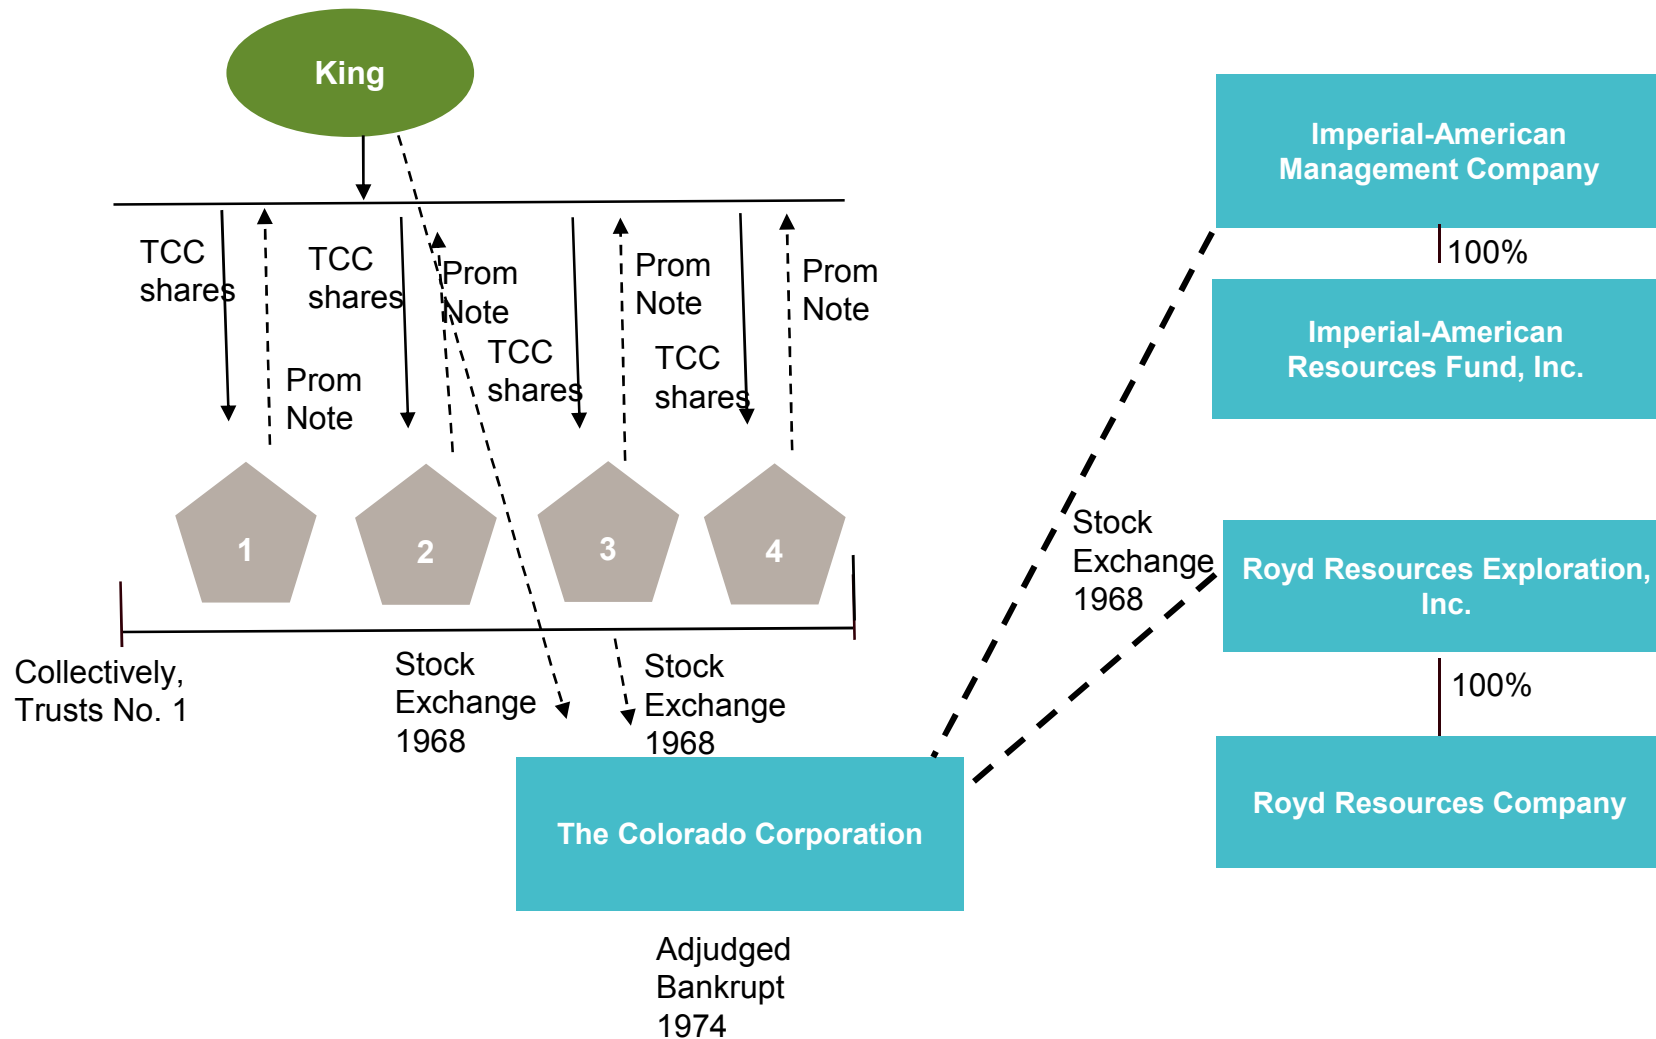 King
Imperial-American
Management Company
100%
Imperial-American
Resources Fund, Inc.
TCC
shares
Prom
Note
TCC
shares
Prom
Note
TCC
shares
Prom
Note
TCC
shares
Prom
Note
1
2
3
4
Stock
Exchange
1968
Royd Resources Exploration,
Inc.
100%
Royd Resources Company
Collectively,
Trusts No. 1
Stock
Exchange
1968
Stock
Exchange
1968
The Colorado Corporation
Adjudged
Bankrupt
1974